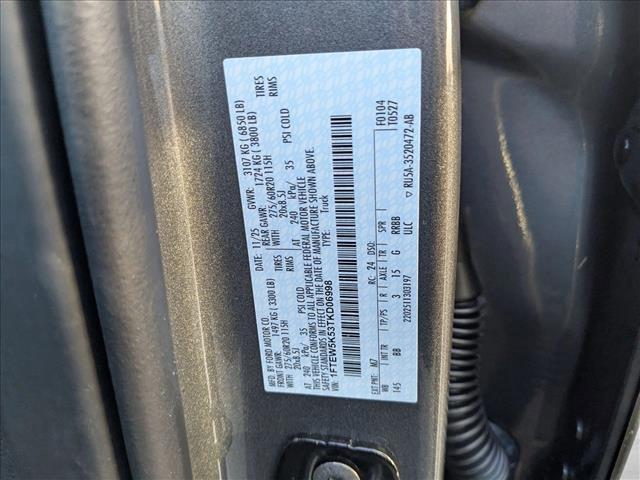 MFD. BY FORD MOTOR CO.
DATE: 11/25 GVWR: 3107 KG ( 6850 LB)
FRONT GAWR: 1497 KG ( 3300 LB) REAR GAWR: 1724 KG ( 3800 LB)
WITH 275/60R20 115H TIRES WITH 275/60R20 115H TIRES
20x8.5J RIMS 20x8.5J RIMS
AT 240 kPa/ 35 PSI COLD AT 240 kPa/ 35 PSI COLD
THIS VEHICLE CONFORMS TO ALL APPLICABLE FEDERAL MOTOR VEHICLE
SAFETY STANDARDS IN EFFECT ON THE DATE OF MANUFACTURE SHOWN ABOVE.
VIN: 1FTEW5K53TKD06998 TYPE: Truck
F0104
T0527
EXT PNT: M7 RC: 24 DSO:
WB INT TR TP/PS R AXLE TR SPR
145 BB 3 15 G RRBB
2202511303197 ULC ▽ RU5A-3520472-AB